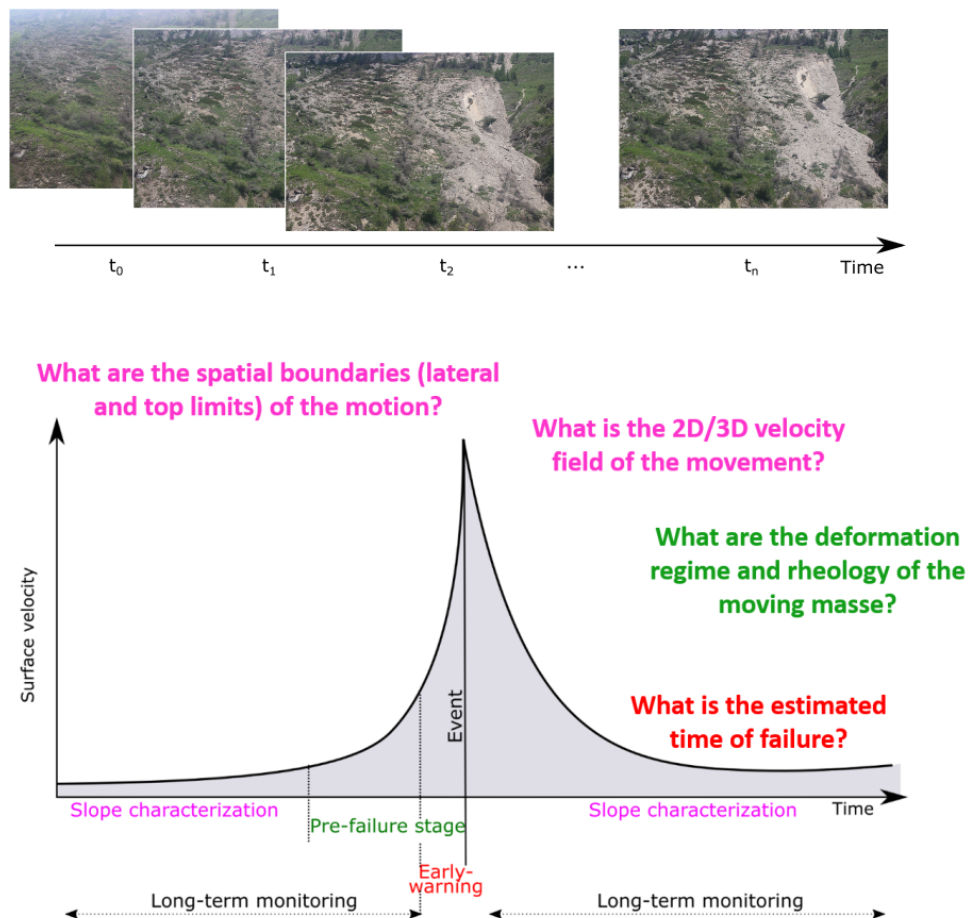 t0 t1 t2 ... tn Time
What are the spatial boundaries (lateral
and top limits) of the motion?
What is the 2D/3D velocity
field of the movement?
What are the deformation
regime and rheology of the
moving masse?
What is the estimated
time of failure?
Surface velocity
Event
Slope characterization
Slope characterization
Time
Pre-failure stage
Early-
warning
Long-term monitoring
Long-term monitoring